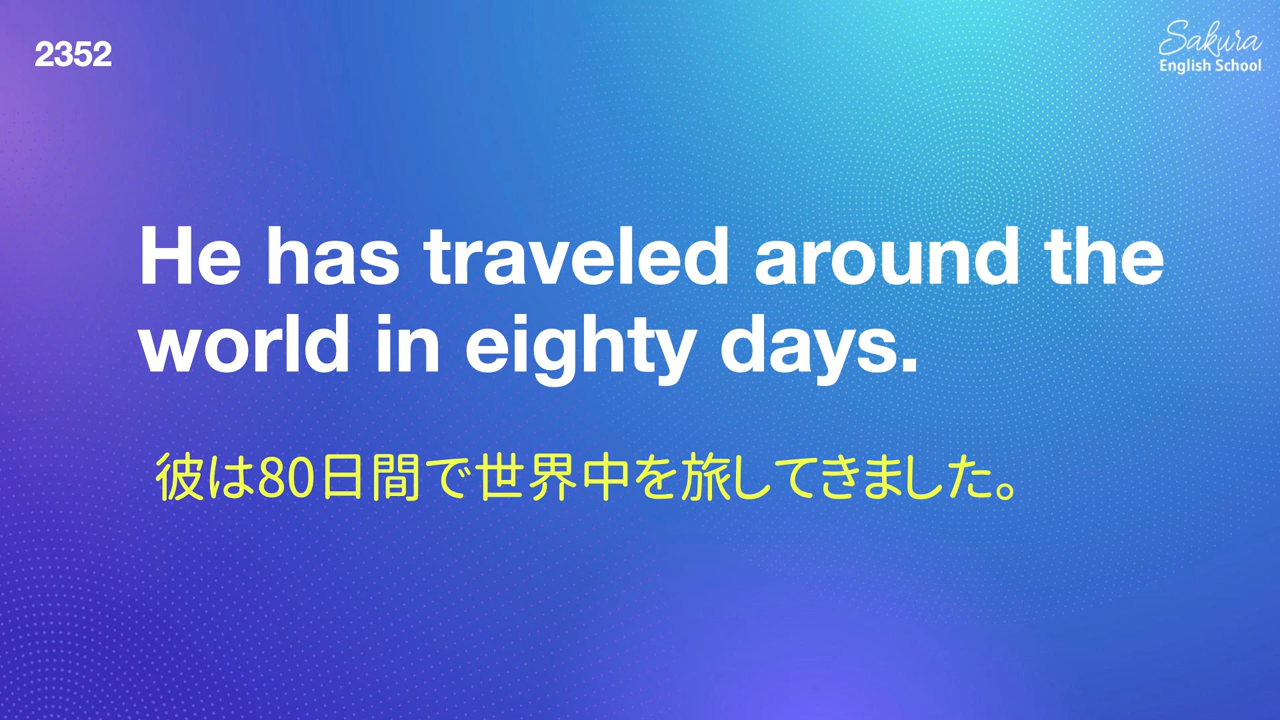 2352
Sakura
English School
He has traveled around the
world in eighty days.
彼は80日間で世界中を旅してきました。